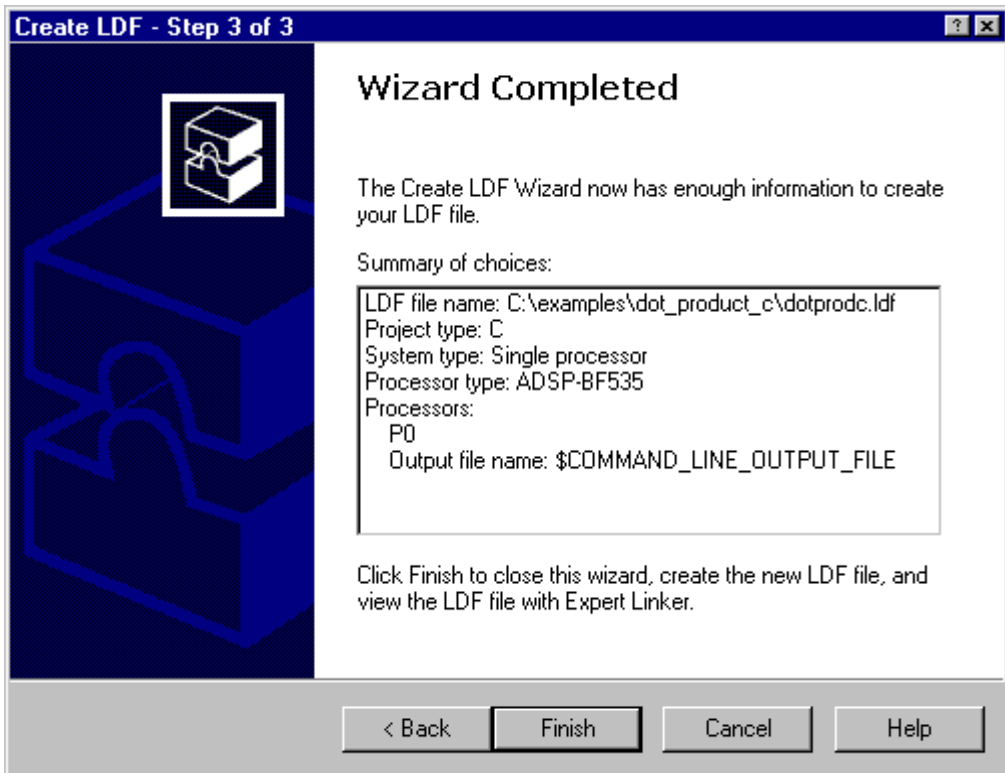 Create LDF - Step 3 of 3
Wizard Completed
The Create LDF Wizard now has enough information to create
your LDF file.
Summary of choices:
LDF file name: C:\examples\dot_product_c\dotprodc.ldf
Project type: C
System type: Single processor
Processor type: ADSP-BF535
Processors:
P0
Output file name: $COMMAND_LINE_OUTPUT_FILE
Click Finish to close this wizard, create the new LDF file, and
view the LDF file with Expert Linker.
< Back Finish Cancel Help